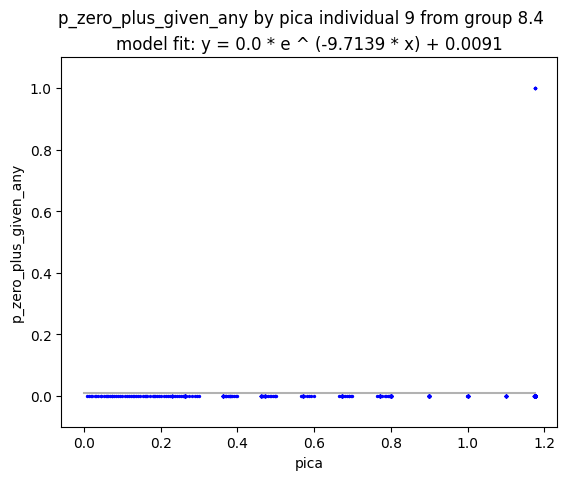 p_zero_plus_given_any by pica individual 9 from group 8.4
model fit: y = 0.0 * e ^ (-9.7139 * x) + 0.0091
1.0
0.8
0.6
0.4
0.2
0.0
p_zero_plus_given_any
0.0 0.2 0.4 0.6 0.8 1.0 1.2
pica